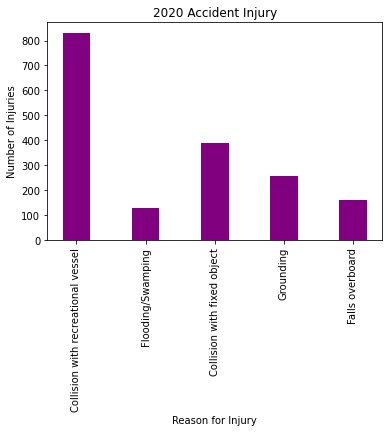 2020 Accident Injury
Number of Injuries
800
700
600
500
400
300
200
100
0
Collision with recreational vessel
Flooding/Swamping
Collision with fixed object
Grounding
Falls overboard
Reason for Injury